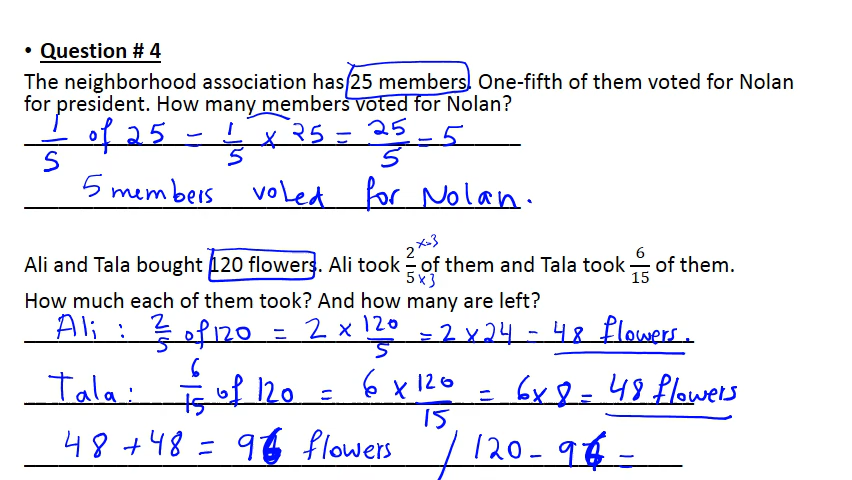 • Question # 4
The neighborhood association has 25 members. One-fifth of them voted for Nolan
for president. How many members voted for Nolan?
1/5 of 25 = 1/5 × 25 = 25/5 = 5
5 members voted for Nolan.
Ali and Tala bought 120 flowers. Ali took 2/5 ×3 ×3 of them and Tala took 6/15 of them.
How much each of them took? And how many are left?
Ali : 2/5 of 120 = 2 × 120/5 = 2 × 24 = 48 flowers.
Tala : 6/15 of 120 = 6 × 120/15 = 6 × 8 = 48 flowers
48 + 48 = 96 flowers / 120 - 96 =